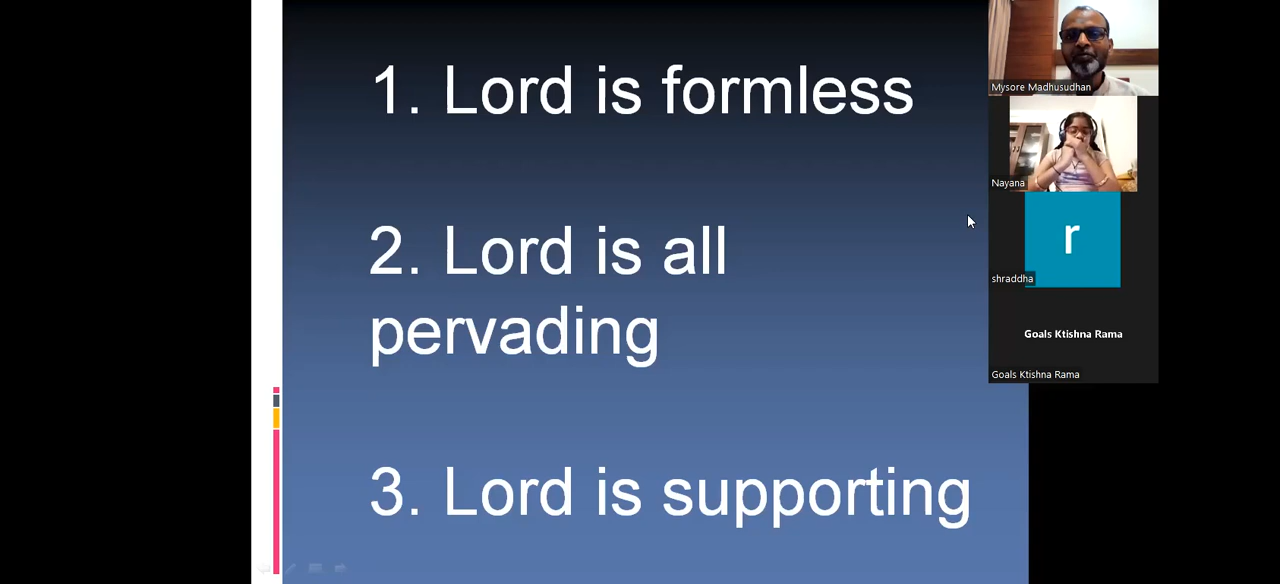 1. Lord is formless
2. Lord is all
pervading
3. Lord is supporting
Mysore Madhusudhan
Nayana
r
shraddha
Goals Ktishna Rama
Goals Ktishna Rama